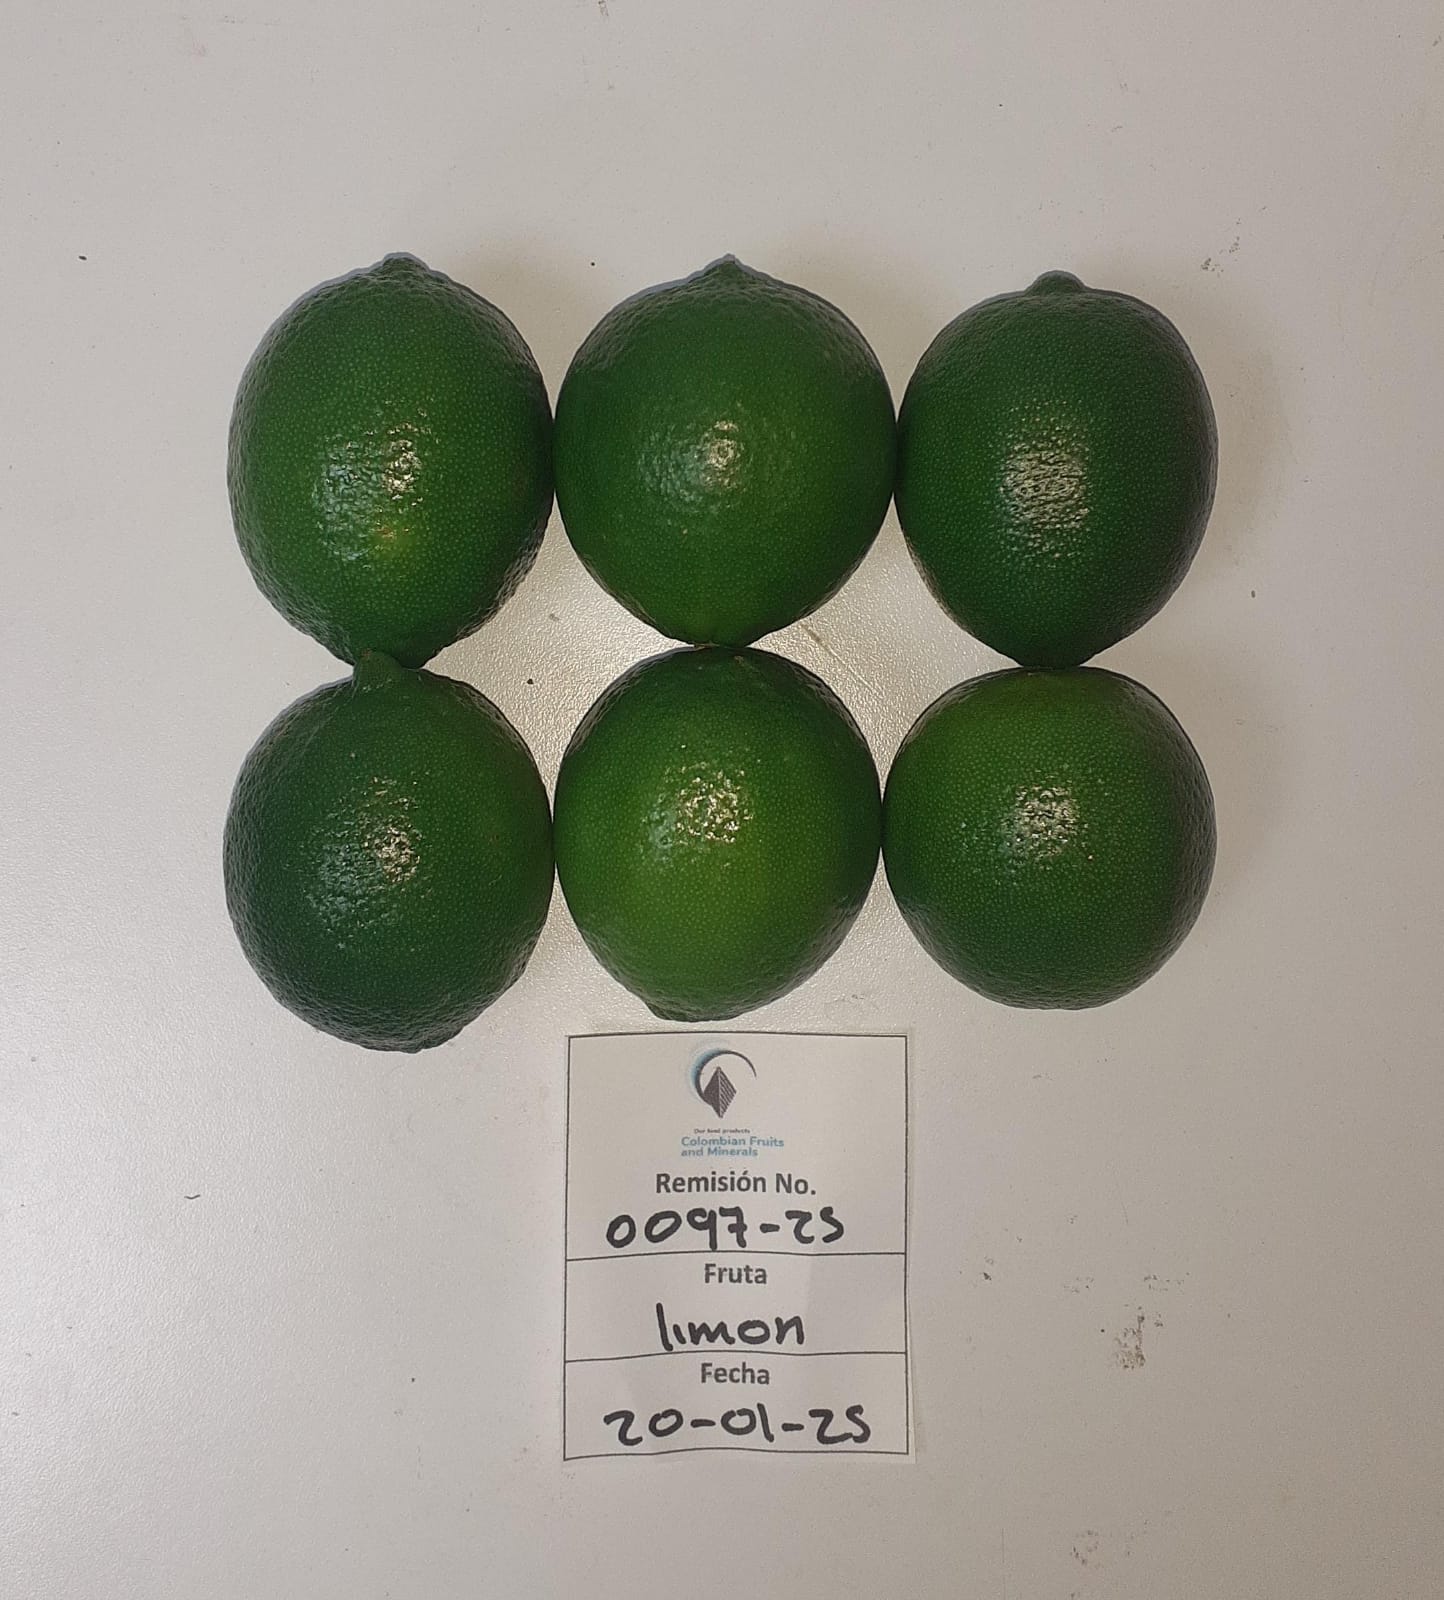 Our best products
Colombian Fruits
and Minerals
Remisión No.
0097-25
Fruta
limon
Fecha
20-01-25